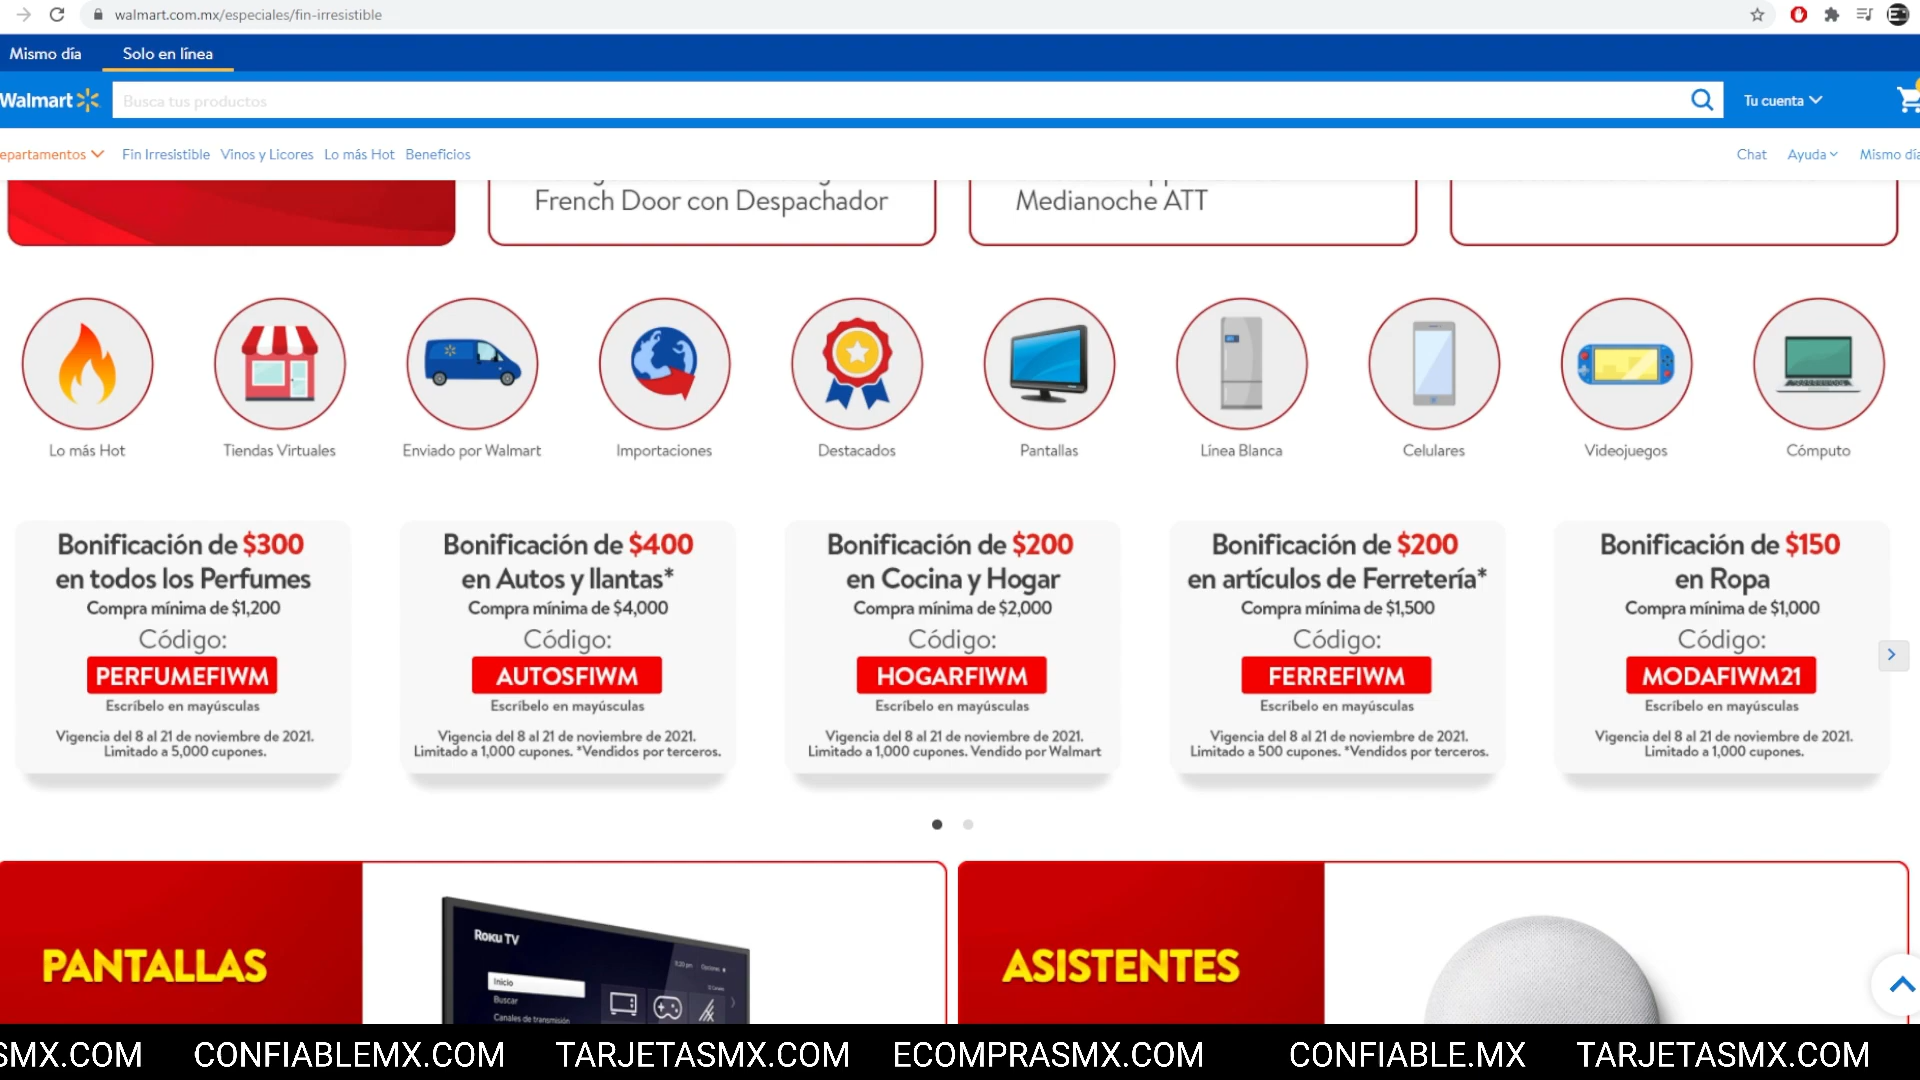 walmart.com.mx/especiales/fin-irresistible
Mismo día Solo en línea
Walmart Busca tus productos Tu cuenta
epartamentos Fin Irresistible Vinos y Licores Lo más Hot Beneficios Chat Ayuda Mismo día
French Door con Despachador
Medianoche ATT
Lo más Hot
Tiendas Virtuales
Enviado por Walmart
Importaciones
Destacados
Pantallas
Línea Blanca
Celulares
Videojuegos
Cómputo
Bonificación de $300
en todos los Perfumes
Compra mínima de $1,200
Código:
PERFUMEFIWM
Escríbelo en mayúsculas
Vigencia del 8 al 21 de noviembre de 2021.
Limitado a 5,000 cupones.
Bonificación de $400
en Autos y llantas*
Compra mínima de $4,000
Código:
AUTOSFIWM
Escríbelo en mayúsculas
Vigencia del 8 al 21 de noviembre de 2021.
Limitado a 1,000 cupones. *Vendidos por terceros.
Bonificación de $200
en Cocina y Hogar
Compra mínima de $2,000
Código:
HOGARFIWM
Escríbelo en mayúsculas
Vigencia del 8 al 21 de noviembre de 2021.
Limitado a 1,000 cupones. Vendido por Walmart
Bonificación de $200
en artículos de Ferretería*
Compra mínima de $1,500
Código:
FERREFIWM
Escríbelo en mayúsculas
Vigencia del 8 al 21 de noviembre de 2021.
Limitado a 500 cupones. *Vendidos por terceros.
Bonificación de $150
en Ropa
Compra mínima de $1,000
Código:
MODAFIWM21
Escríbelo en mayúsculas
Vigencia del 8 al 21 de noviembre de 2021.
Limitado a 1,000 cupones.
PANTALLAS
Roku TV
Inicio
Buscar
Canales de transmisión
ASISTENTES
SMX.COM CONFIABLEMX.COM TARJETASMX.COM ECOMPRASMX.COM CONFIABLE.MX TARJETASMX.COM